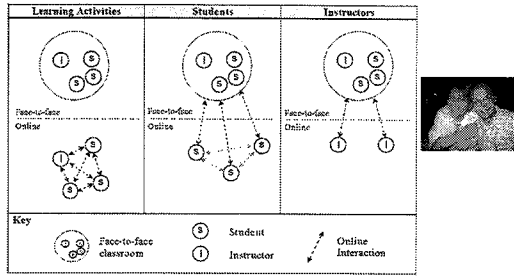 Learning Activities
Students
Instructors
I
S
S
S
S
I
S
S
S
S
I
S
S
S
S
Face-to-face
Online
Face-to-face
Online
Face-to-face
Online
I
S
S
S
S
S
S
I
I
Key
Face-to-face
classroom
S
Student
I
Instructor
Online
Interaction